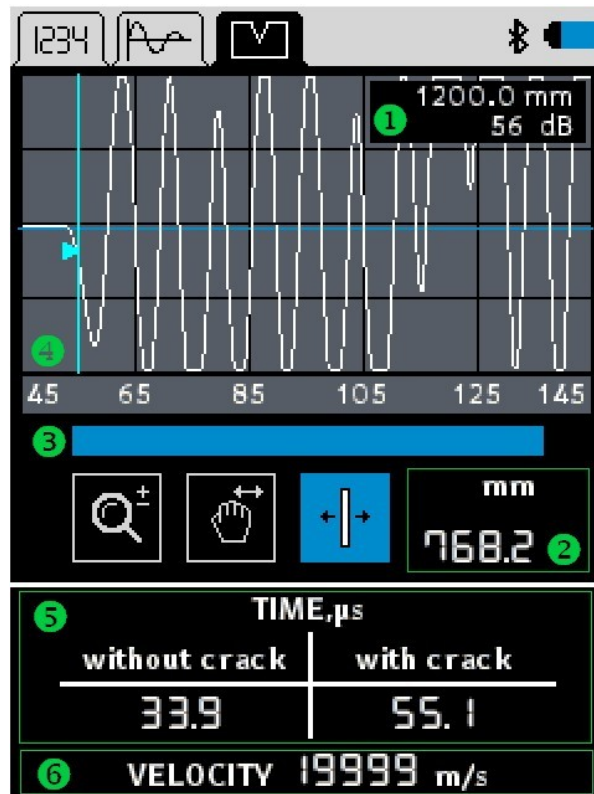 1234
1 1200.0 mm
56 dB
4
45 65 85 105 125 145
3
±
mm
768.2 2
5 TIME,µs
without crack with crack
33.9 55.1
6 VELOCITY 19999 m/s